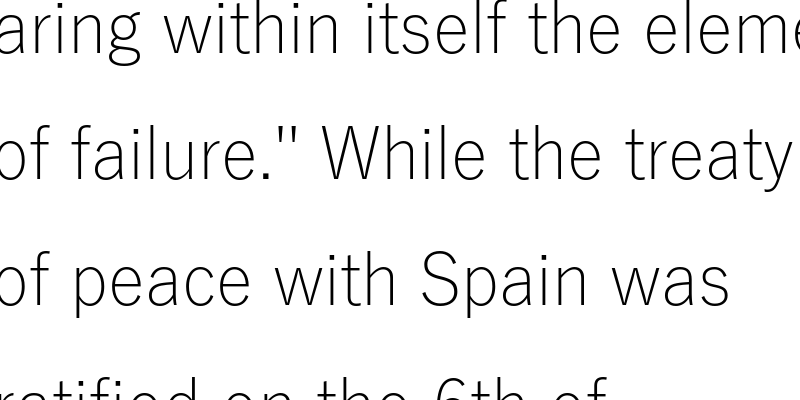 aring within itself the eleme
of failure." While the treaty
of peace with Spain was
ratified on the 6th of